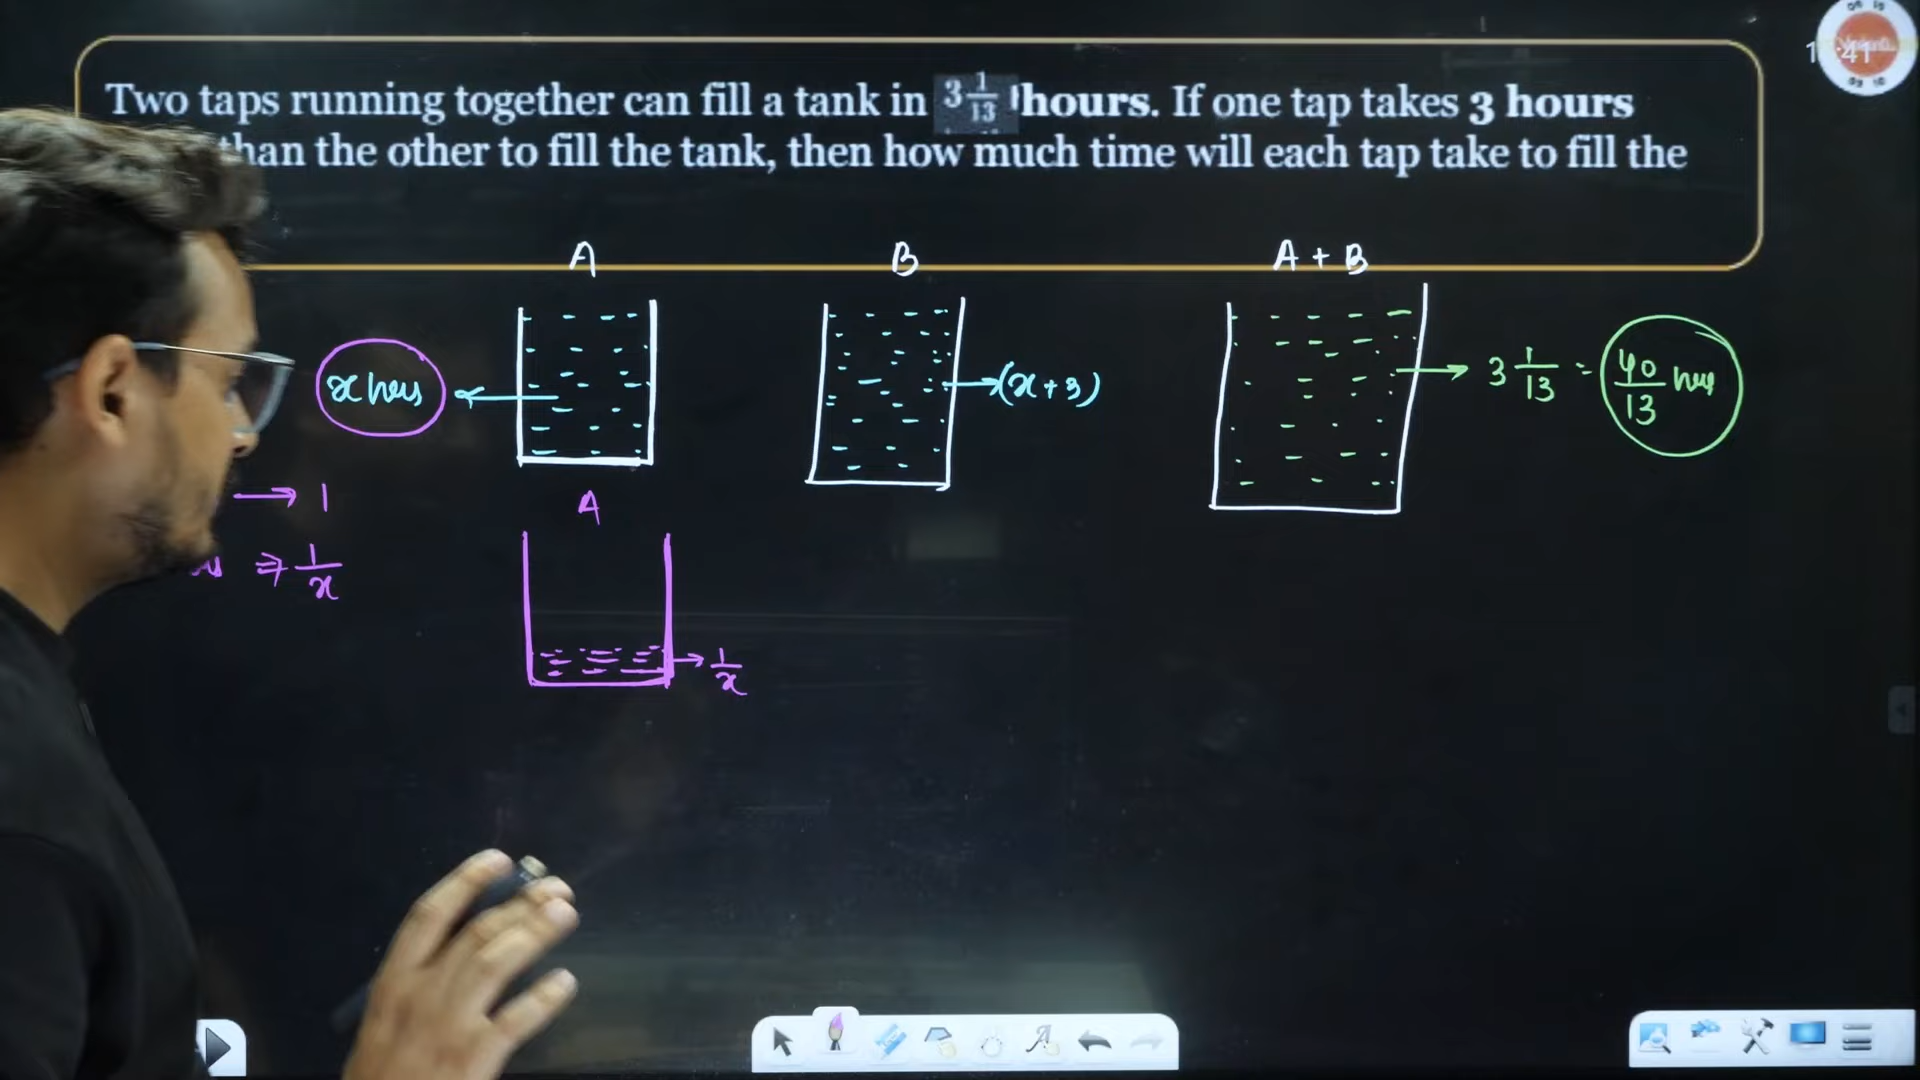 Two taps running together can fill a tank in 3 1/13 hours. If one tap takes 3 hours
than the other to fill the tank, then how much time will each tap take to fill the
A
B
A + B
x hrs
(x+3)
3 1/13 = 40/13 hrs
→ 1
A
⇒ 1/x
→ 1/x